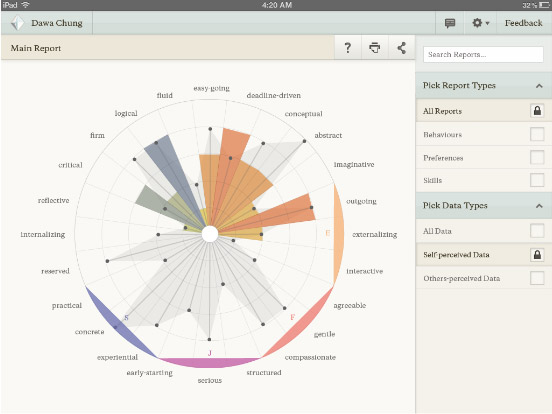 iPad 4:20 AM 32%
Dawa Chung Feedback
Main Report ?
Search Reports...
Pick Report Types
All Reports
Behaviours
Preferences
Skills
Pick Data Types
All Data
Self-perceived Data
Others-perceived Data
easy-going
deadline-driven
conceptual
abstract
imaginative
outgoing
externalizing
interactive
agreeable
gentle
compassionate
structured
serious
early-starting
experiential
concrete
practical
reserved
internalizing
reflective
critical
firm
logical
fluid
E
F
J
S